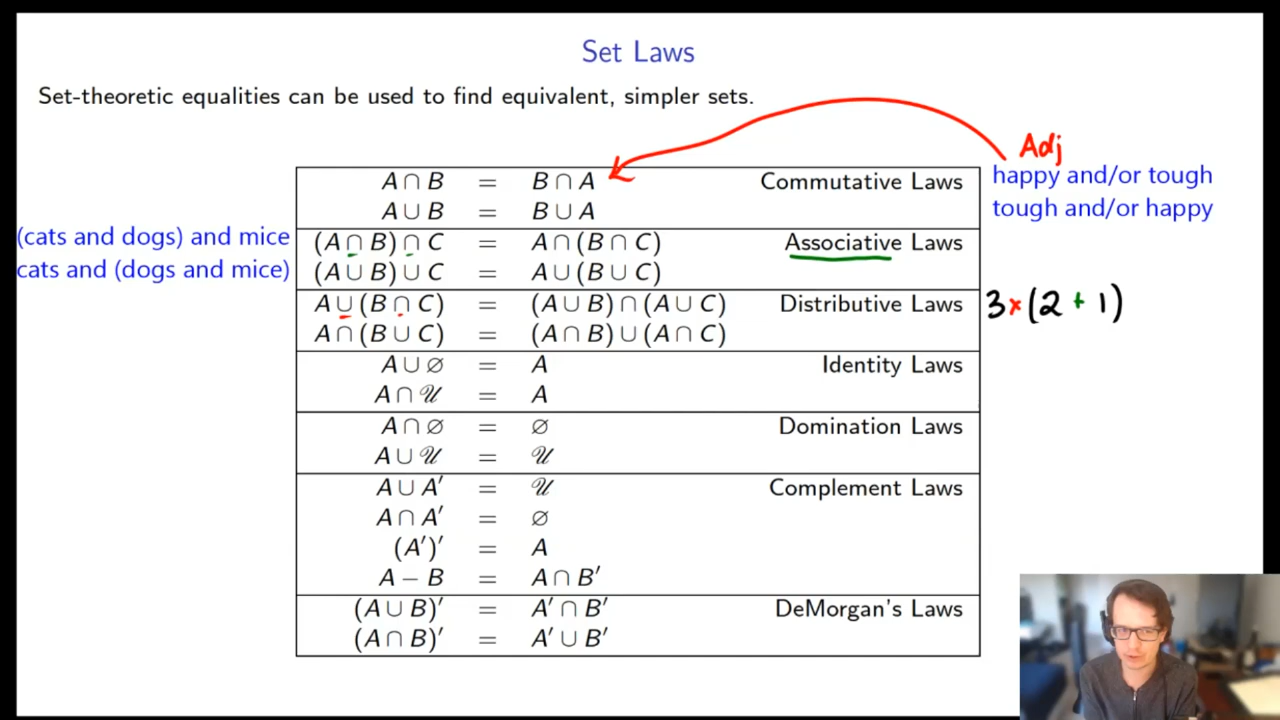 Set Laws
Set-theoretic equalities can be used to find equivalent, simpler sets.
Adj
happy and/or tough
tough and/or happy
A ∩ B = B ∩ A Commutative Laws
A ∪ B = B ∪ A
(cats and dogs) and mice
cats and (dogs and mice)
(A ∩ B) ∩ C = A ∩ (B ∩ C) Associative Laws
(A ∪ B) ∪ C = A ∪ (B ∪ C)
A ∪ (B ∩ C) = (A ∪ B) ∩ (A ∪ C) Distributive Laws
A ∩ (B ∪ C) = (A ∩ B) ∪ (A ∩ C)
3 × (2 + 1)
A ∪ ∅ = A Identity Laws
A ∩ 𝒰 = A
A ∩ ∅ = ∅ Domination Laws
A ∪ 𝒰 = 𝒰
A ∪ A′ = 𝒰 Complement Laws
A ∩ A′ = ∅
(A′)′ = A
A − B = A ∩ B′
(A ∪ B)′ = A′ ∩ B′ DeMorgan's Laws
(A ∩ B)′ = A′ ∪ B′